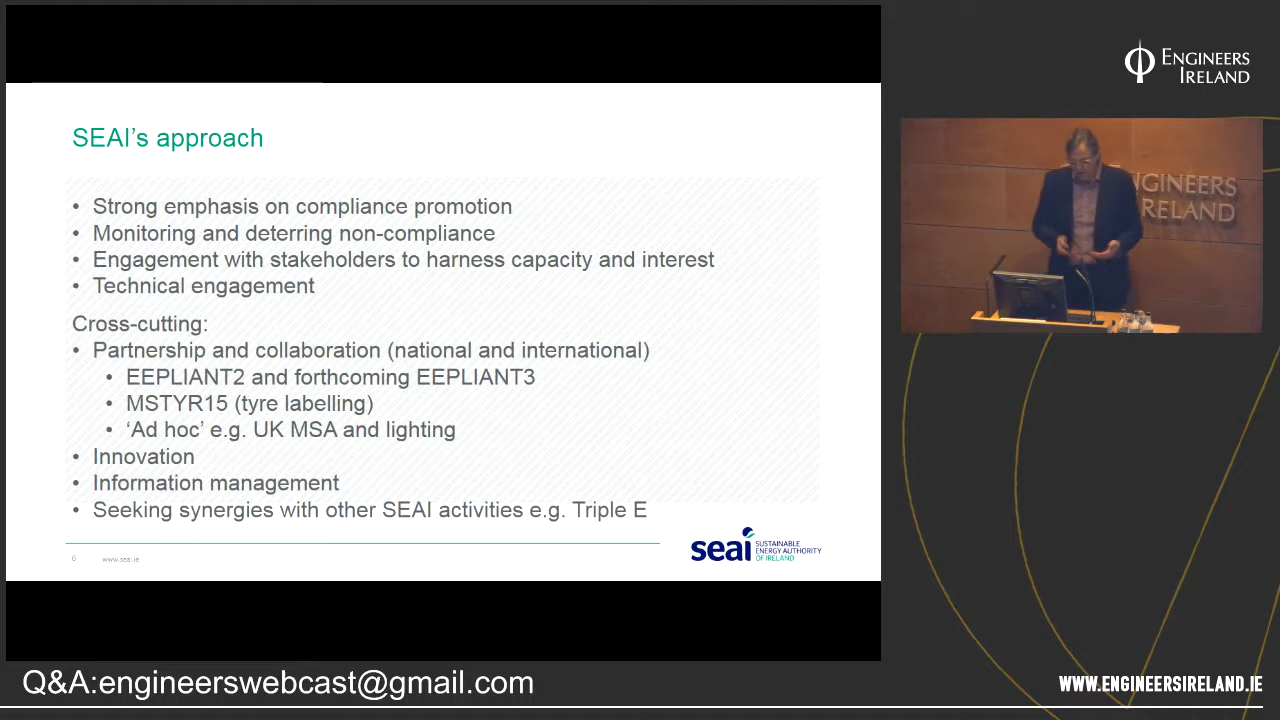 SEAI's approach
• Strong emphasis on compliance promotion
• Monitoring and deterring non-compliance
• Engagement with stakeholders to harness capacity and interest
• Technical engagement
Cross-cutting:
• Partnership and collaboration (national and international)
• EEPLIANT2 and forthcoming EEPLIANT3
• MSTYR15 (tyre labelling)
• 'Ad hoc' e.g. UK MSA and lighting
• Innovation
• Information management
• Seeking synergies with other SEAI activities e.g. Triple E
6 www.seai.ie
seai SUSTAINABLE
ENERGY AUTHORITY
OF IRELAND
ENGINEERS
IRELAND
NGINEERS
RELAND
Q&A:engineerswebcast@gmail.com
WWW.ENGINEERSIRELAND.IE